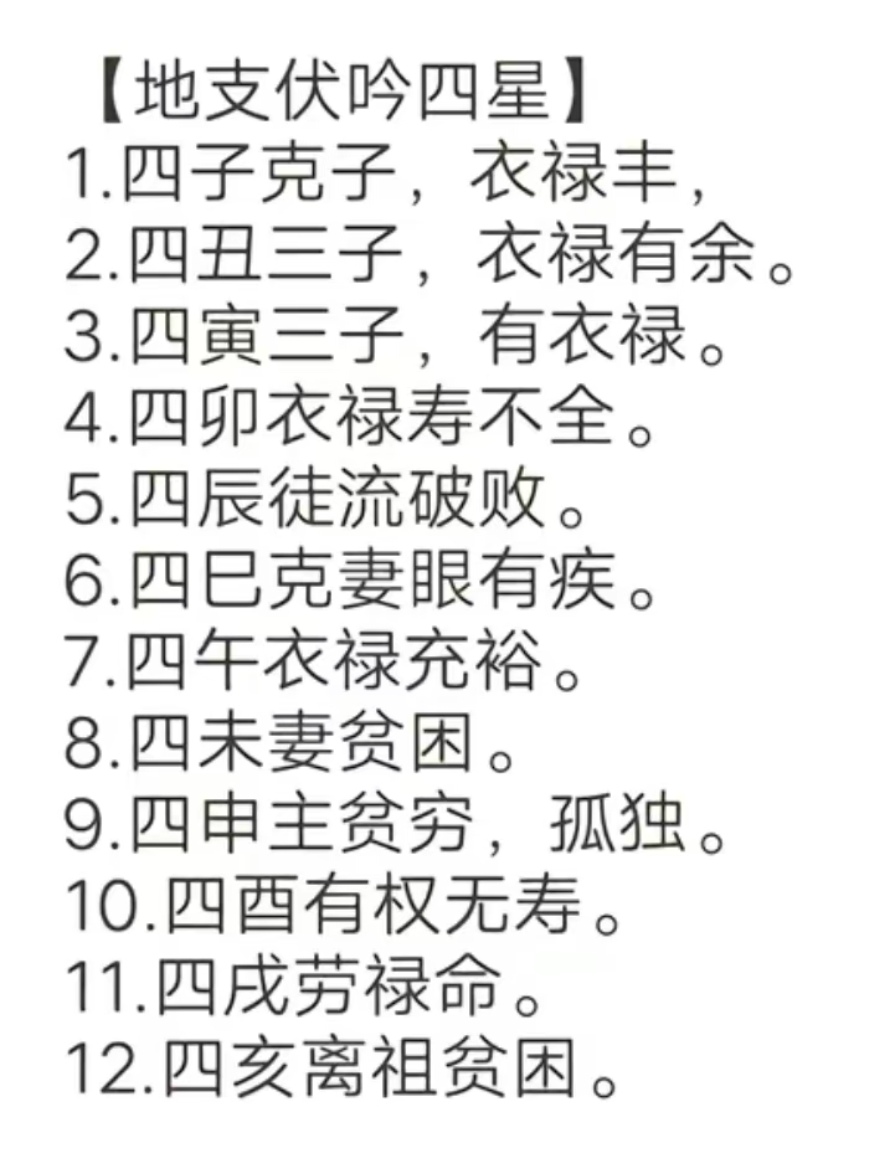 【地支伏吟四星】
1.四子克子，衣禄丰，
2.四丑三子，衣禄有余。
3.四寅三子，有衣禄。
4.四卯衣禄寿不全。
5.四辰徒流破败。
6.四巳克妻眼有疾。
7.四午衣禄充裕。
8.四未妻贫困。
9.四申主贫穷，孤独。
10.四酉有权无寿。
11.四戌劳禄命。
12.四亥离祖贫困。